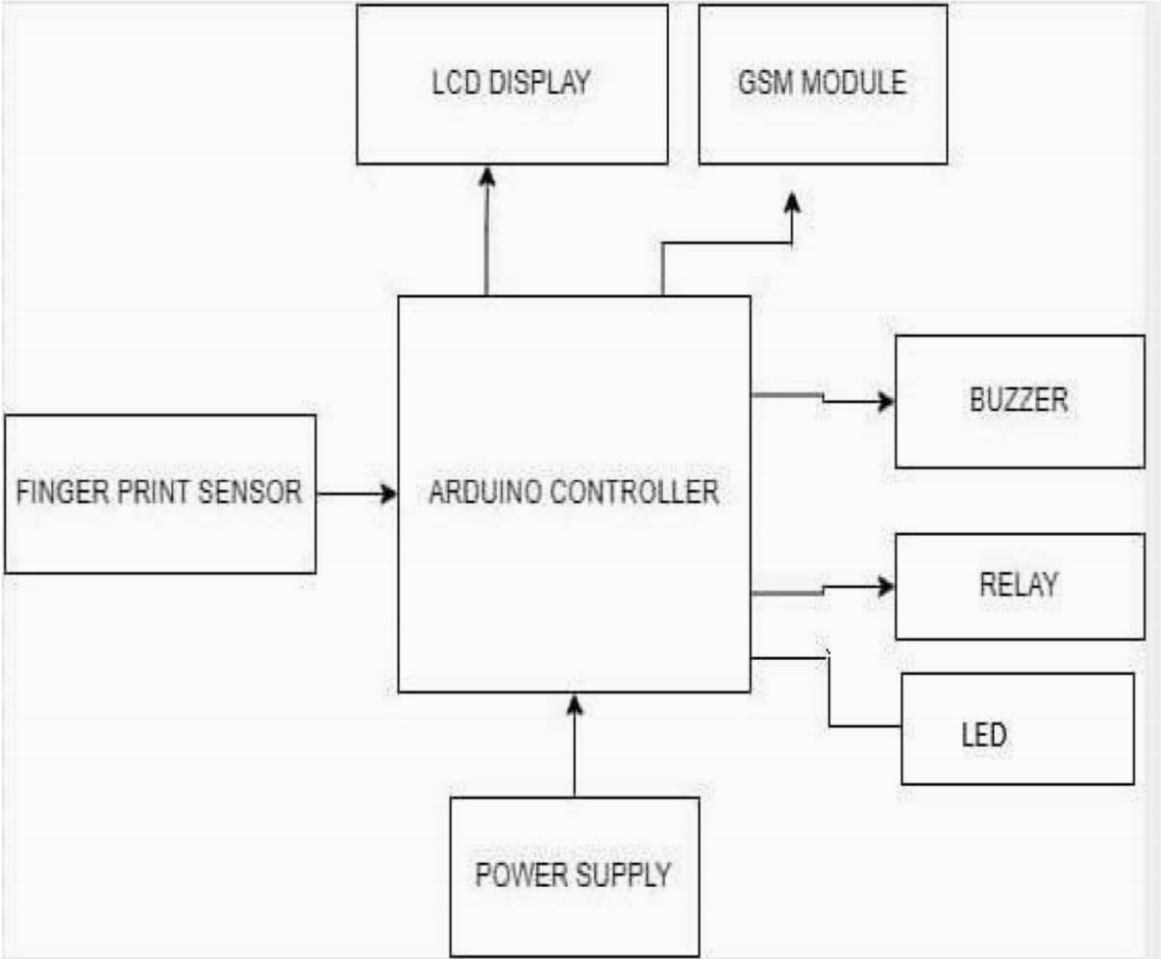 LCD DISPLAY
GSM MODULE
BUZZER
FINGER PRINT SENSOR
ARDUINO CONTROLLER
RELAY
LED
POWER SUPPLY